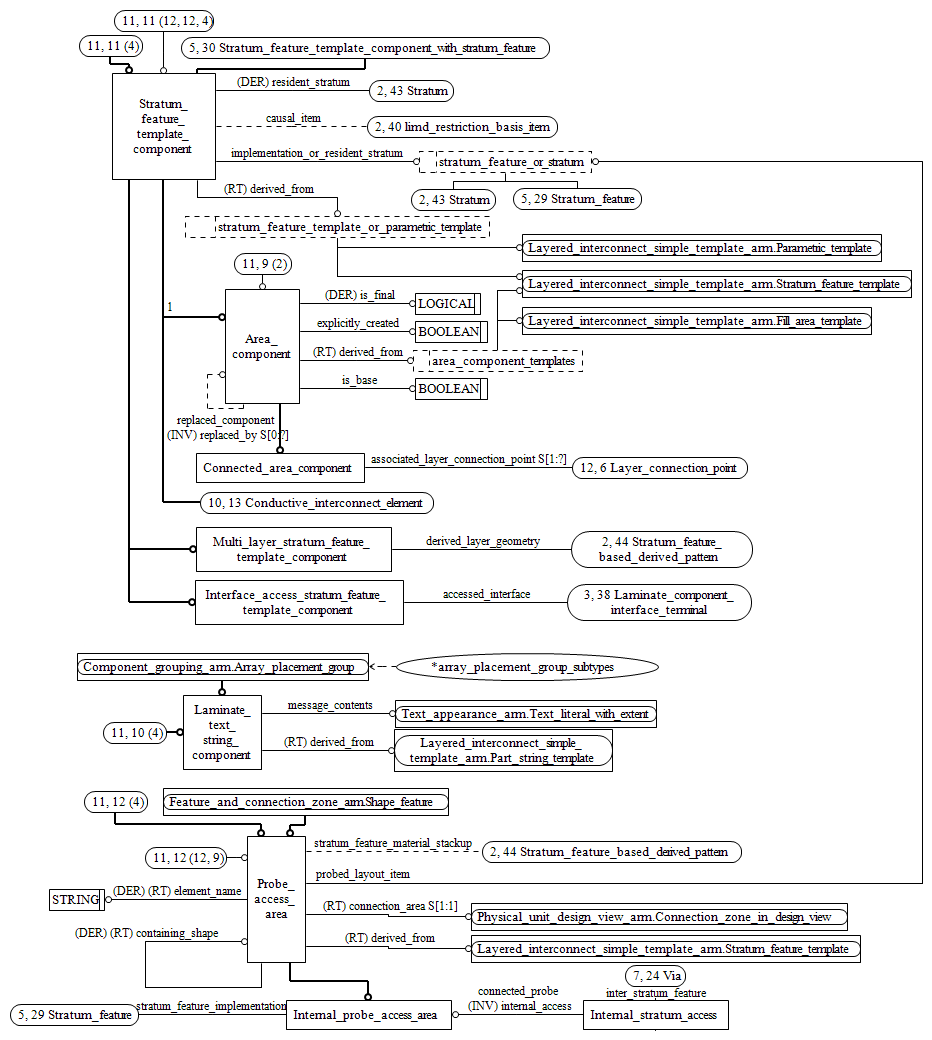 11, 11 (12, 12, 4)
11, 11 (4)
5, 30 Stratum_feature_template_component_with_stratum_feature
(DER) resident_stratum
2, 43 Stratum
Stratum_
feature_
template_
component
causal_item
2, 40 limd_restriction_basis_item
implementation_or_resident_stratum
stratum_feature_or_stratum
(RT) derived_from
2, 43 Stratum
5, 29 Stratum_feature
stratum_feature_template_or_parametric_template
Layered_interconnect_simple_template_arm.Parametric_template
11, 9 (2)
Layered_interconnect_simple_template_arm.Stratum_feature_template
(DER) is_final
LOGICAL
1
explicitly_created
BOOLEAN
Layered_interconnect_simple_template_arm.Fill_area_template
Area_
component
(RT) derived_from
area_component_templates
is_base
BOOLEAN
replaced_component
(INV) replaced_by S[0:?]
Connected_area_component
associated_layer_connection_point S[1:?]
12, 6 Layer_connection_point
10, 13 Conductive_interconnect_element
Multi_layer_stratum_feature_
template_component
derived_layer_geometry
2, 44 Stratum_feature_
based_derived_pattern
Interface_access_stratum_feature_
template_component
accessed_interface
3, 38 Laminate_component_
interface_terminal
Component_grouping_arm.Array_placement_group
*array_placement_group_subtypes
Laminate_
text_
string_
component
message_contents
Text_appearance_arm.Text_literal_with_extent
11, 10 (4)
(RT) derived_from
Layered_interconnect_simple_
template_arm.Part_string_template
11, 12 (4)
Feature_and_connection_zone_arm.Shape_feature
stratum_feature_material_stackup
2, 44 Stratum_feature_based_derived_pattern
11, 12 (12, 9)
probed_layout_item
Probe_
access_
area
STRING
(DER) (RT) element_name
(RT) connection_area S[1:1]
Physical_unit_design_view_arm.Connection_zone_in_design_view
(DER) (RT) containing_shape
(RT) derived_from
Layered_interconnect_simple_template_arm.Stratum_feature_template
7, 24 Via
inter_stratum_feature
5, 29 Stratum_feature
stratum_feature_implementation
Internal_probe_access_area
connected_probe
(INV) internal_access
Internal_stratum_access